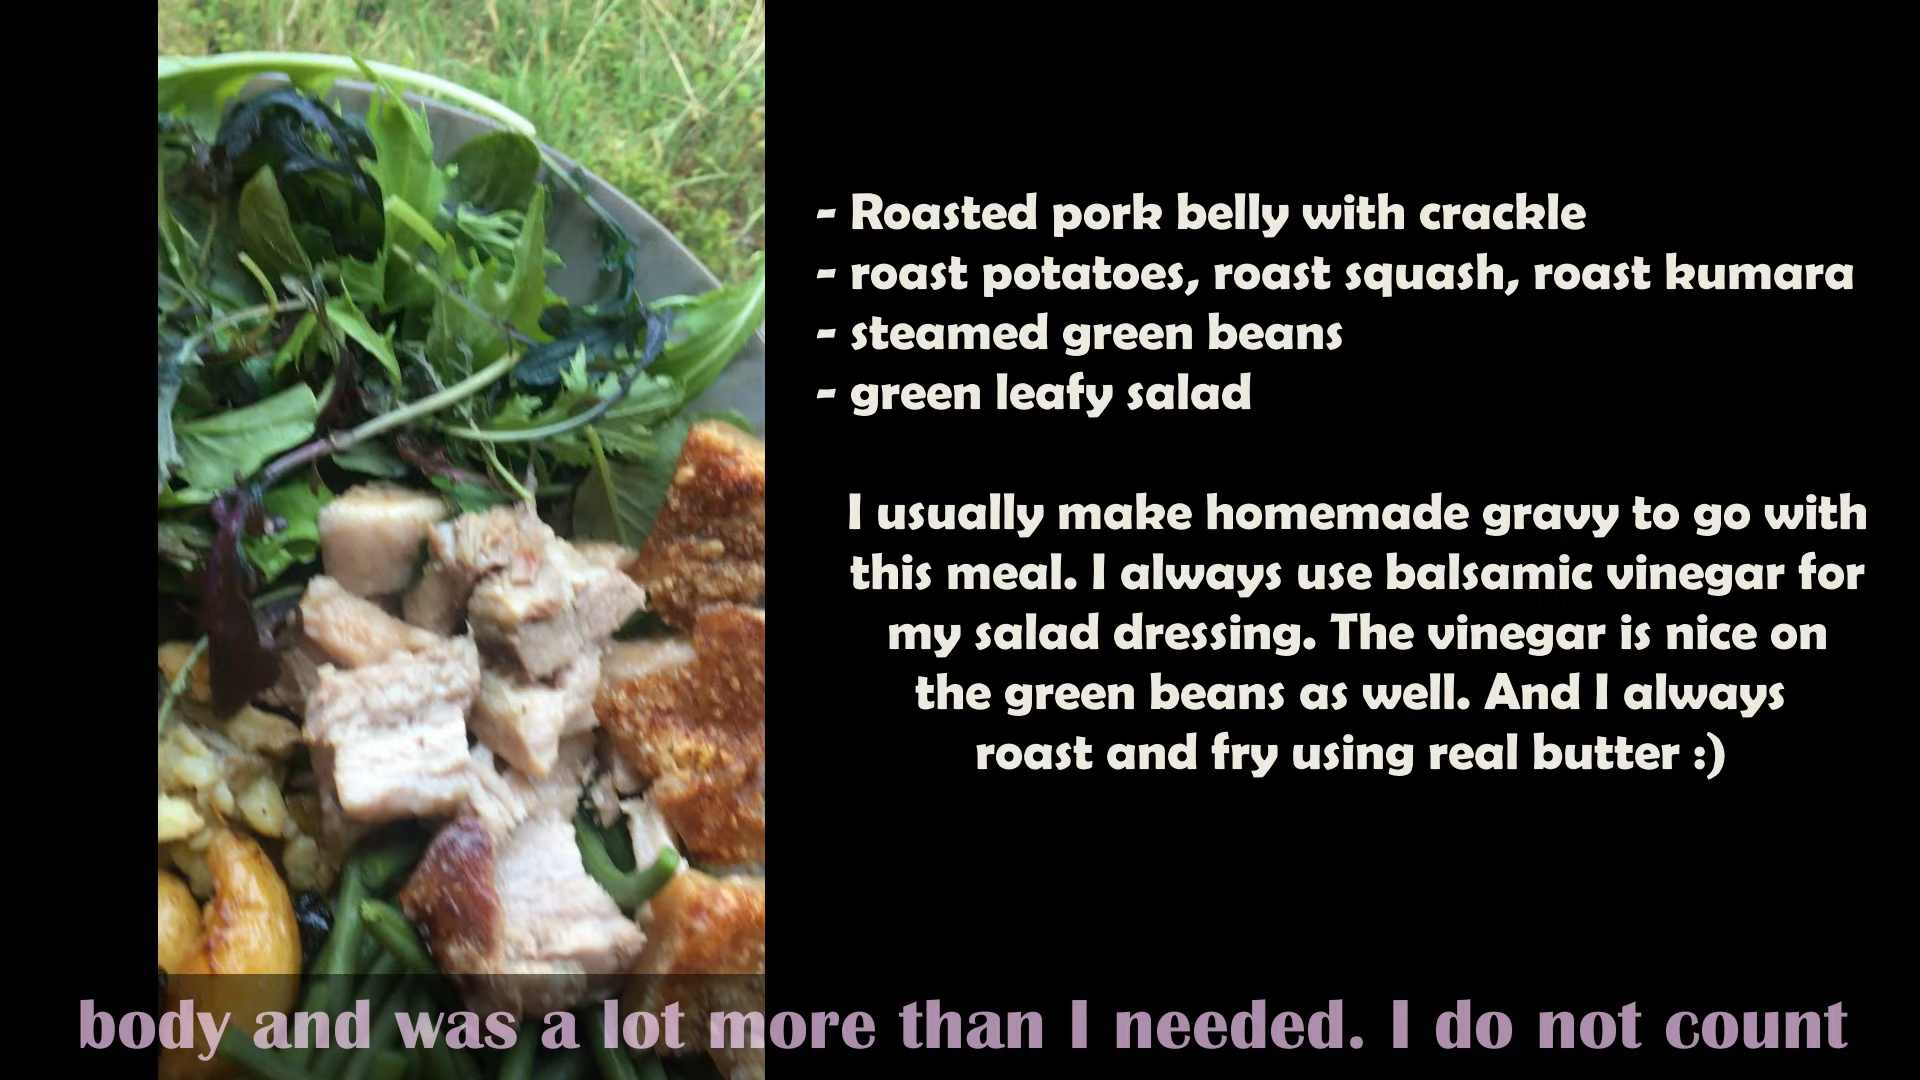 - Roasted pork belly with crackle
- roast potatoes, roast squash, roast kumara
- steamed green beans
- green leafy salad
I usually make homemade gravy to go with
this meal. I always use balsamic vinegar for
my salad dressing. The vinegar is nice on
the green beans as well. And I always
roast and fry using real butter :)
body and was a lot more than I needed. I do not count